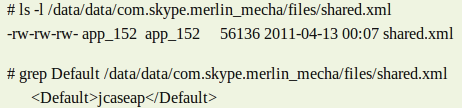 # ls -l /data/data/com.skype.merlin_mecha/files/shared.xml
-rw-rw-rw- app_152 app_152 56136 2011-04-13 00:07 shared.xml
# grep Default /data/data/com.skype.merlin_mecha/files/shared.xml
<Default>jcaseap</Default>